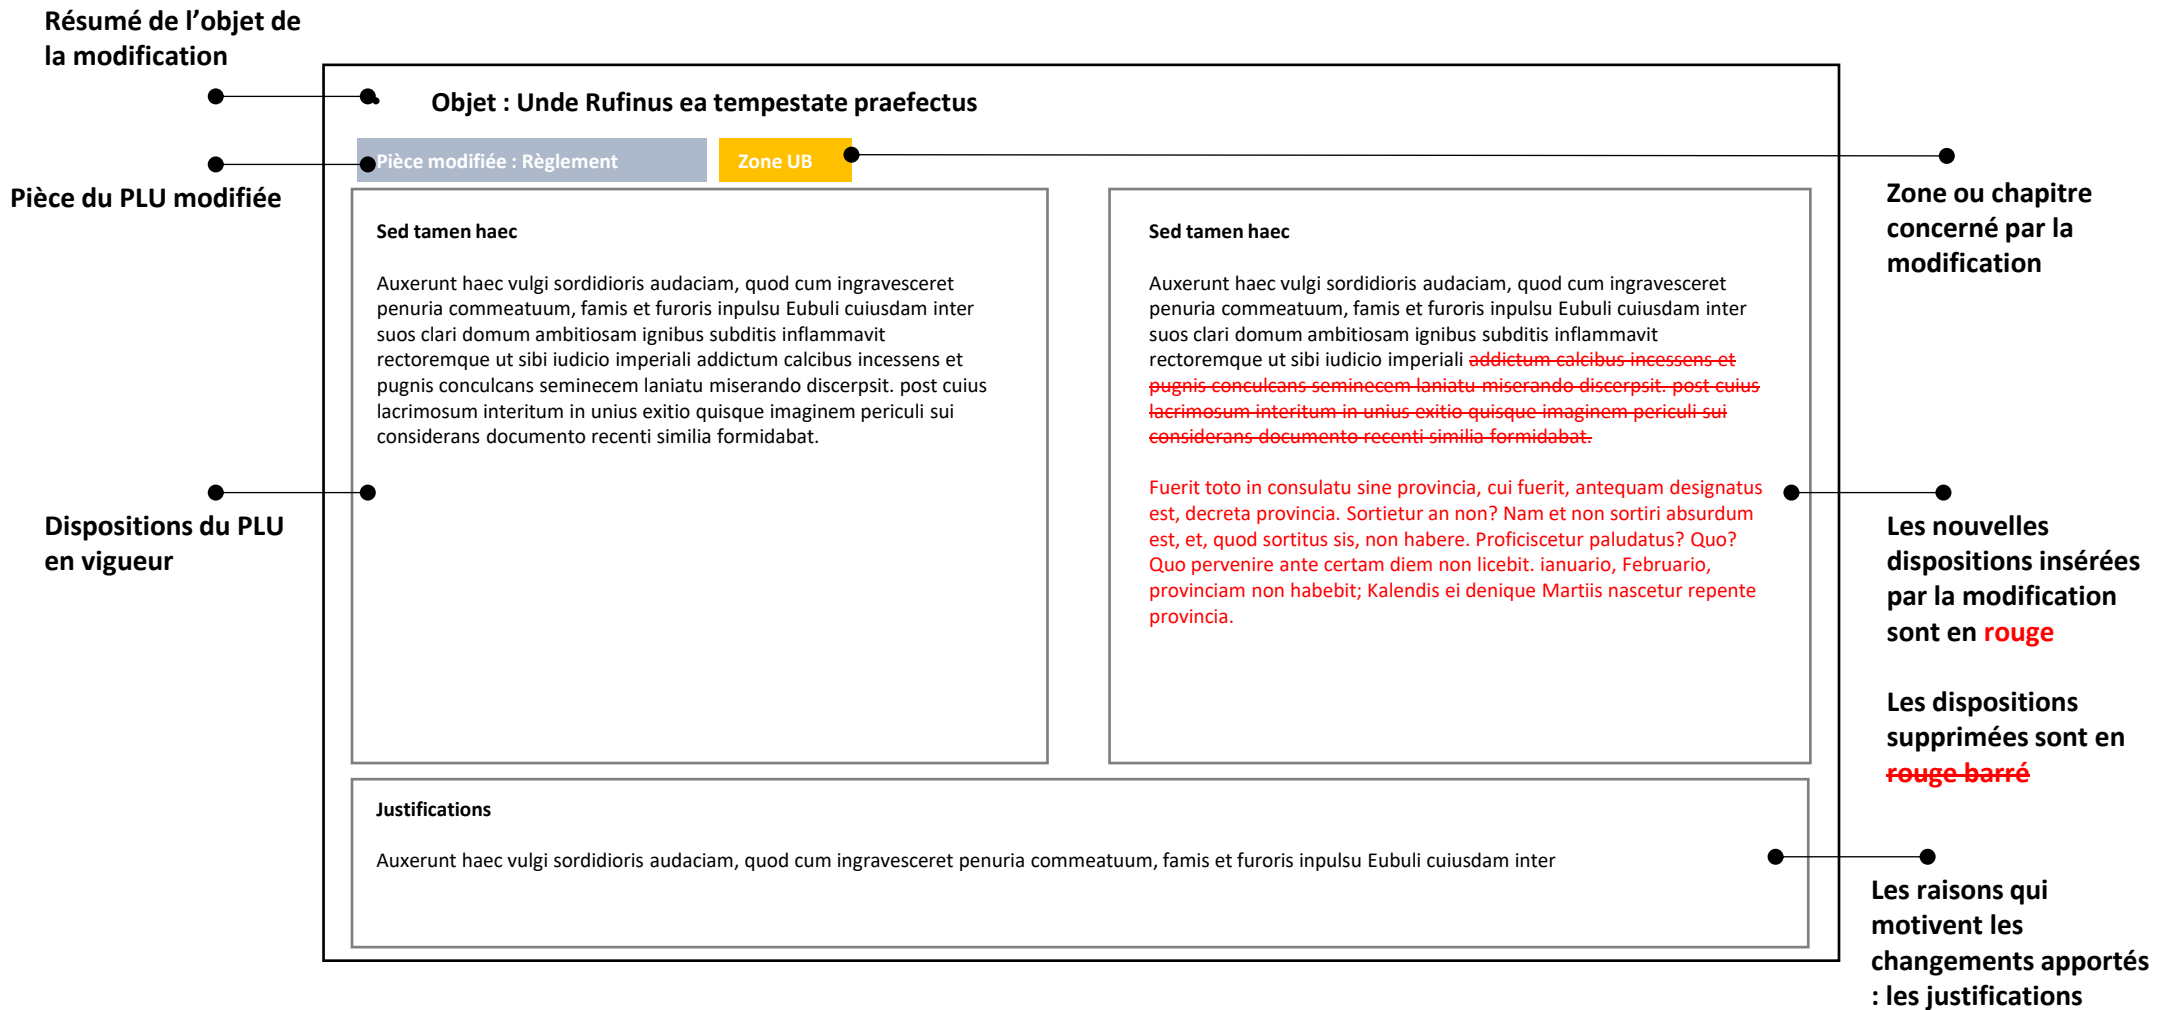 Résumé de l’objet de
la modification
• Objet : Unde Rufinus ea tempestate praefectus
Pièce modifiée : Règlement
Zone UB
Pièce du PLU modifiée
Zone ou chapitre
concerné par la
modification
Sed tamen haec
Auxerunt haec vulgi sordidioris audaciam, quod cum ingravesceret
penuria commeatuum, famis et furoris inpulsu Eubuli cuiusdam inter
suos clari domum ambitiosam ignibus subditis inflammavit
rectoremque ut sibi iudicio imperiali addictum calcibus incessens et
pugnis conculcans seminecem laniatu miserando discerpsit. post cuius
lacrimosum interitum in unius exitio quisque imaginem periculi sui
considerans documento recenti similia formidabat.
Sed tamen haec
Auxerunt haec vulgi sordidioris audaciam, quod cum ingravesceret
penuria commeatuum, famis et furoris inpulsu Eubuli cuiusdam inter
suos clari domum ambitiosam ignibus subditis inflammavit
rectoremque ut sibi iudicio imperiali addictum calcibus incessens et
pugnis conculcans seminecem laniatu miserando discerpsit. post cuius
lacrimosum interitum in unius exitio quisque imaginem periculi sui
considerans documento recenti similia formidabat.
Fuerit toto in consulatu sine provincia, cui fuerit, antequam designatus
est, decreta provincia. Sortietur an non? Nam et non sortiri absurdum
est, et, quod sortitus sis, non habere. Proficiscetur paludatus? Quo?
Quo pervenire ante certam diem non licebit. ianuario, Februario,
provinciam non habebit; Kalendis ei denique Martiis nascetur repente
provincia.
Dispositions du PLU
en vigueur
Les nouvelles
dispositions insérées
par la modification
sont en rouge
Les dispositions
supprimées sont en
rouge barré
Justifications
Auxerunt haec vulgi sordidioris audaciam, quod cum ingravesceret penuria commeatuum, famis et furoris inpulsu Eubuli cuiusdam inter
Les raisons qui
motivent les
changements apportés
: les justifications